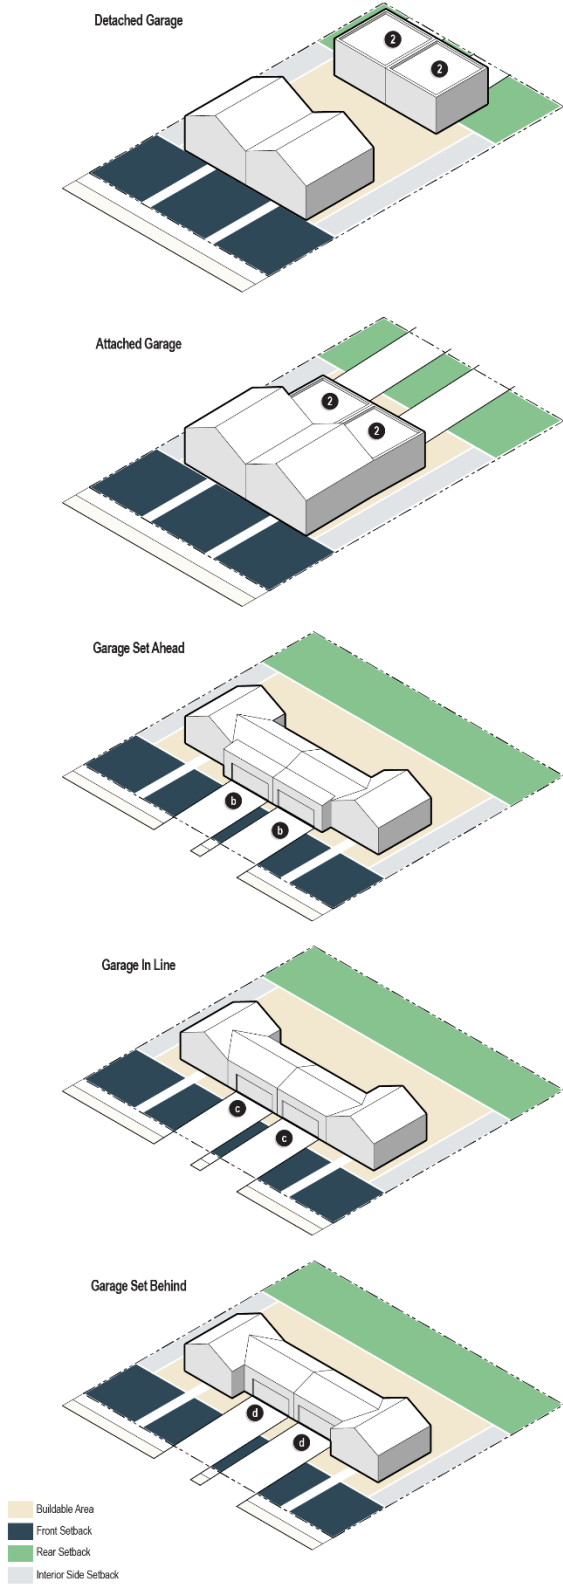 Detached Garage
2
2
Attached Garage
2
2
Garage Set Ahead
b
b
Garage In Line
c
c
Garage Set Behind
d
d
Buildable Area
Front Setback
Rear Setback
Interior Side Setback